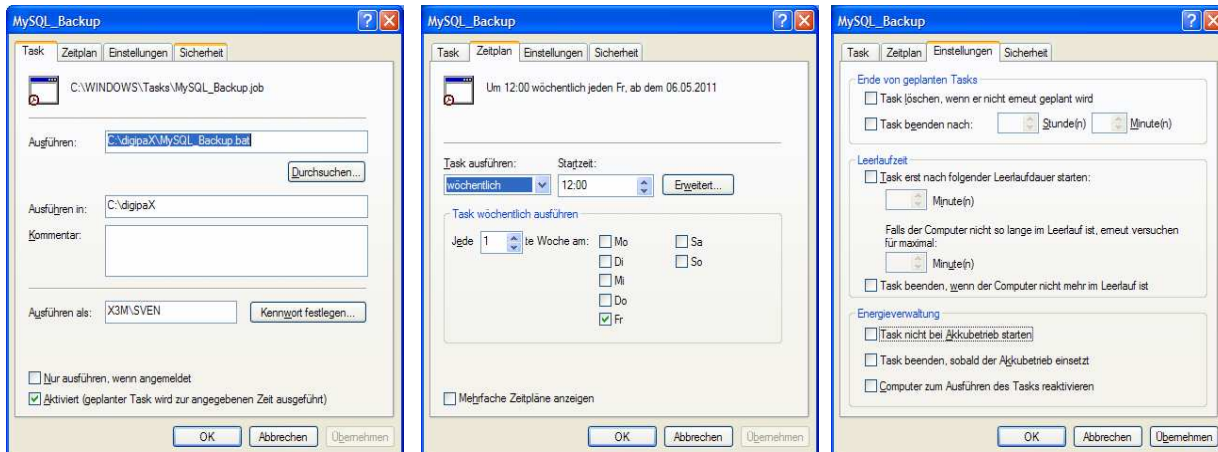 MySQL_Backup
Task Zeitplan Einstellungen Sicherheit
C:\WINDOWS\Tasks\MySQL_Backup.job
Ausführen: C:\digipaX\MySQL_Backup.bat
Durchsuchen...
Ausführen in: C:\digipaX
Kommentar:
Ausführen als: X3M\SVEN Kennwort festlegen...
Nur ausführen, wenn angemeldet
Aktiviert (geplanter Task wird zur angegebenen Zeit ausgeführt)
OK Abbrechen Übernehmen
MySQL_Backup
Task Zeitplan Einstellungen Sicherheit
Um 12:00 wöchentlich jeden Fr, ab dem 06.05.2011
Task ausführen: Startzeit:
wöchentlich 12:00 Erweitert...
Task wöchentlich ausführen
Jede 1 te Woche am: Mo Sa
Di So
Mi
Do
Fr
Mehrfache Zeitpläne anzeigen
OK Abbrechen Übernehmen
MySQL_Backup
Task Zeitplan Einstellungen Sicherheit
Ende von geplanten Tasks
Task löschen, wenn er nicht erneut geplant wird
Task beenden nach: Stunde(n) Minute(n)
Leerlaufzeit
Task erst nach folgender Leerlaufdauer starten:
Minute(n)
Falls der Computer nicht so lange im Leerlauf ist, erneut versuchen
für maximal:
Minute(n)
Task beenden, wenn der Computer nicht mehr im Leerlauf ist
Energieverwaltung
Task nicht bei Akkubetrieb starten
Task beenden, sobald der Akkubetrieb einsetzt
Computer zum Ausführen des Tasks reaktivieren
OK Abbrechen Übernehmen